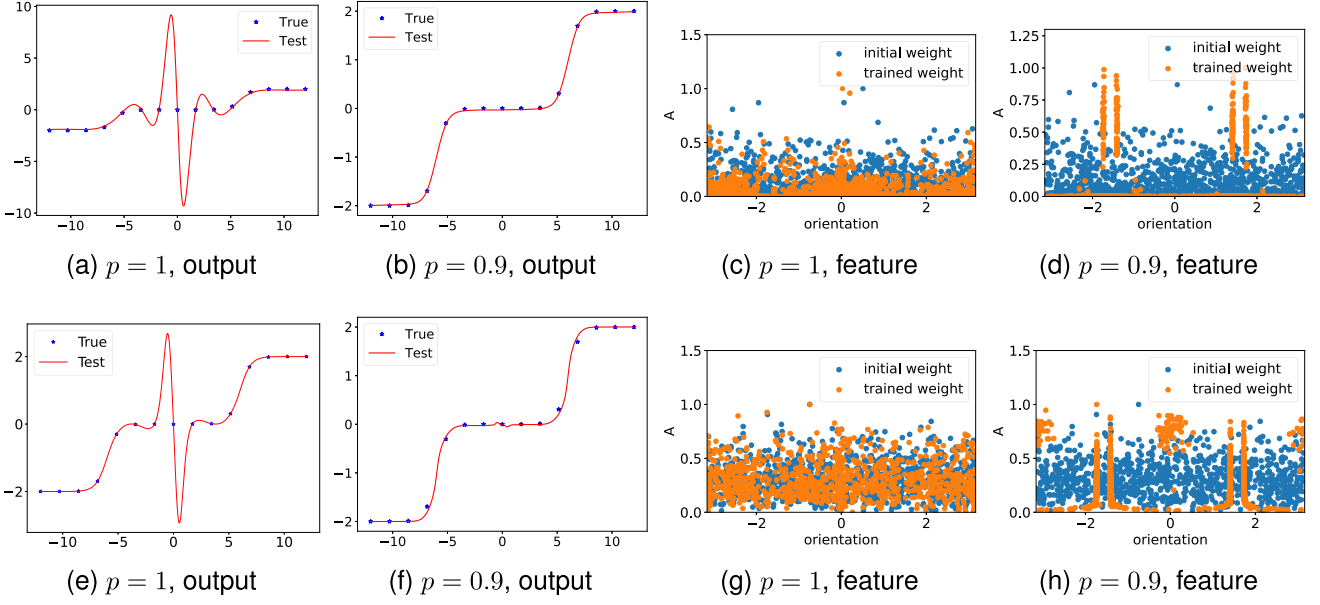 True
Test
10
5
0
−5
−10
−10
−5
0
5
10
(a) p = 1, output
True
Test
2
1
0
−1
−2
−10
−5
0
5
10
(b) p = 0.9, output
initial weight
trained weight
1.5
1.0
0.5
0.0
A
−2
0
2
orientation
(c) p = 1, feature
initial weight
trained weight
1.25
1.00
0.75
0.50
0.25
0.00
A
−2
0
2
orientation
(d) p = 0.9, feature
True
Test
2
0
−2
−10
−5
0
5
10
(e) p = 1, output
True
Test
2
1
0
−1
−2
−10
−5
0
5
10
(f) p = 0.9, output
initial weight
trained weight
1.5
1.0
0.5
0.0
A
−2
0
2
orientation
(g) p = 1, feature
initial weight
trained weight
1.5
1.0
0.5
0.0
A
−2
0
2
orientation
(h) p = 0.9, feature